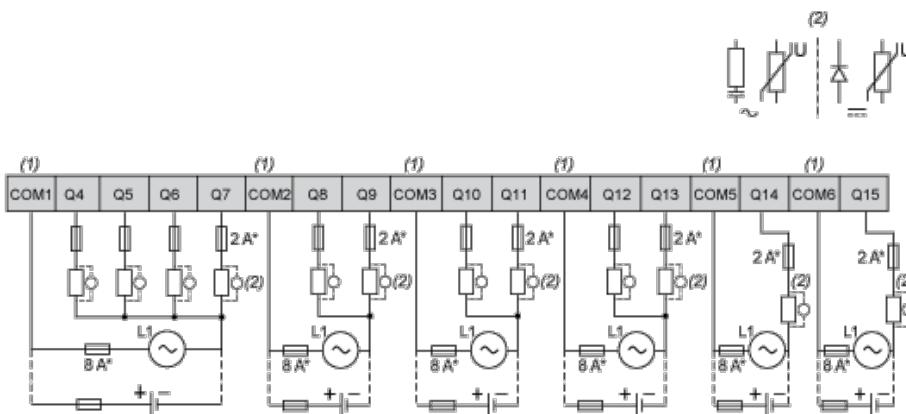 (2)
U U
(1) (1) (1) (1) (1) (1)
COM1 Q4 Q5 Q6 Q7 COM2 Q8 Q9 COM3 Q10 Q11 COM4 Q12 Q13 COM5 Q14 COM6 Q15
2 A* 2 A* 2 A* 2 A*
2 A* 2 A*
(2) (2) (2) (2) (2)
L1 L1 L1 L1 L1 L1
8 A* 8 A* 8 A* 8 A* 8 A* 8 A*
+ − + − + − + − + − + −